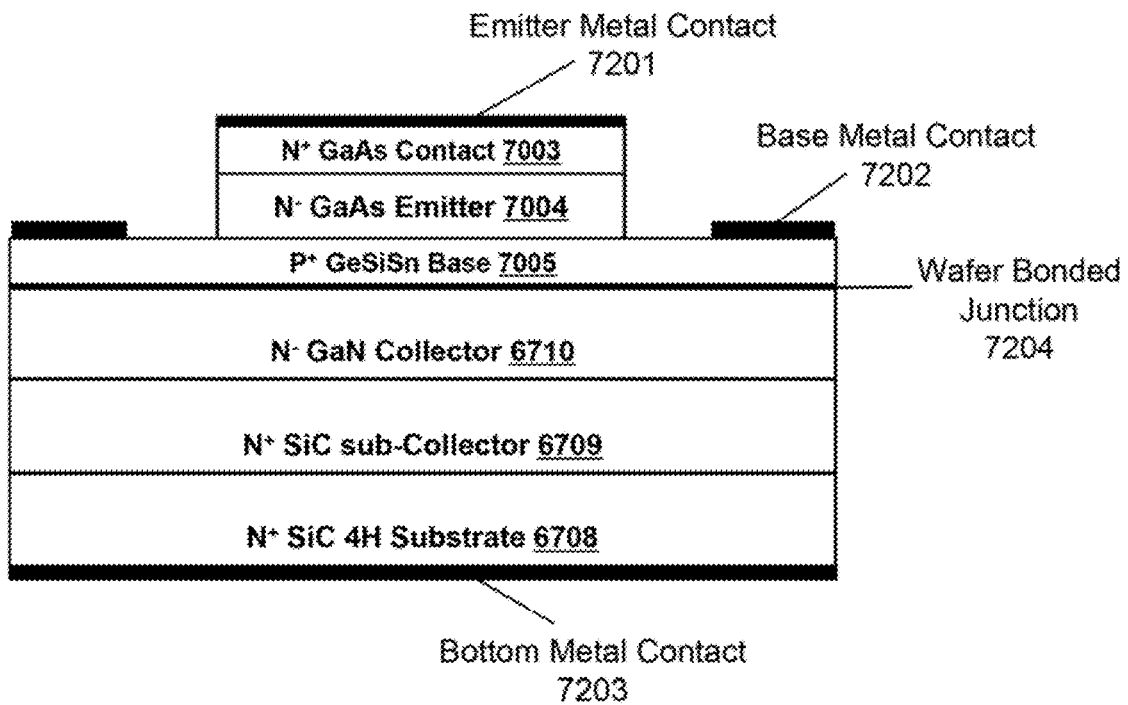 Emitter Metal Contact
7201
Base Metal Contact
7202
N⁺ GaAs Contact 7003
N⁻ GaAs Emitter 7004
P⁺ GeSiSn Base 7005
Wafer Bonded
Junction
7204
N⁻ GaN Collector 6710
N⁺ SiC sub-Collector 6709
N⁺ SiC 4H Substrate 6708
Bottom Metal Contact
7203